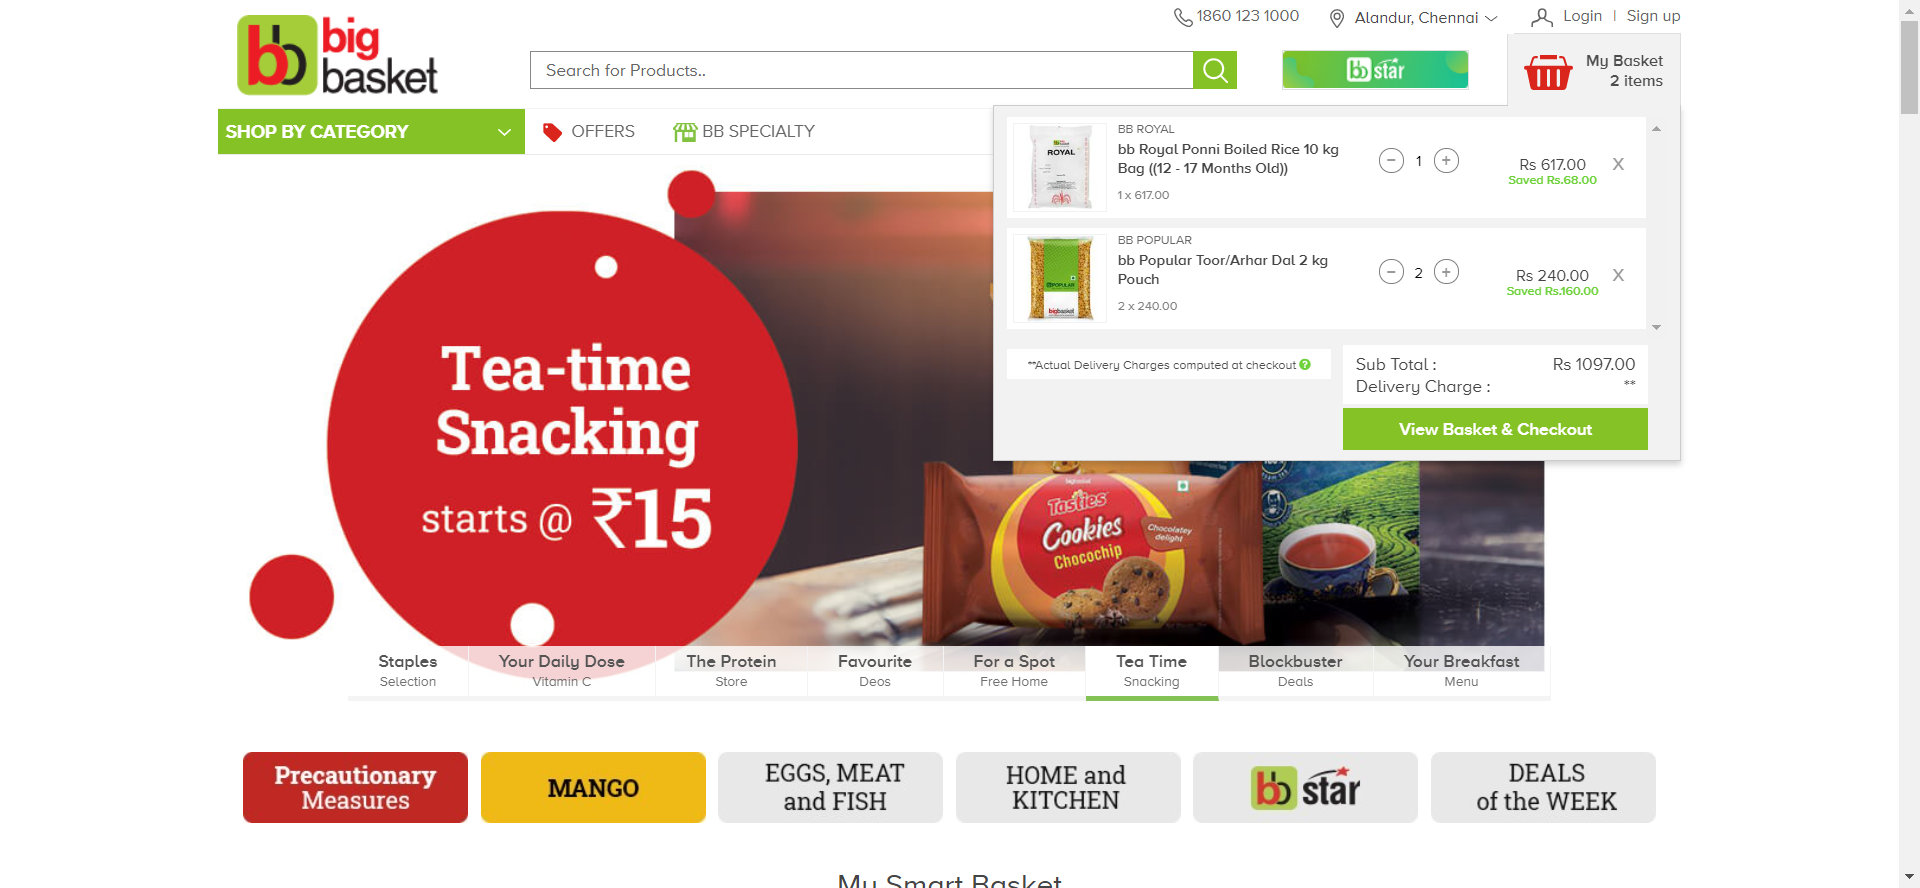 1860 123 1000
Alandur, Chennai
Login | Sign up
bb big
basket
Search for Products..
bb star
My Basket
2 items
SHOP BY CATEGORY
OFFERS
BB SPECIALTY
BB ROYAL
bb Royal Ponni Boiled Rice 10 kg
Bag ((12 - 17 Months Old))
1 x 617.00
1
Rs 617.00
Saved Rs.68.00
X
ROYAL
BB POPULAR
bb Popular Toor/Arhar Dal 2 kg
Pouch
2 x 240.00
2
Rs 240.00
Saved Rs.160.00
X
POPULAR
bigbasket
**Actual Delivery Charges computed at checkout ?
Sub Total : Rs 1097.00
Delivery Charge : **
View Basket & Checkout
Tea-time
Snacking
starts @ ₹15
bigbasket
Tasties
Cookies
Chocochip
Chocolatey
delight
Staples
Selection
Your Daily Dose
Vitamin C
The Protein
Store
Favourite
Deos
For a Spot
Free Home
Tea Time
Snacking
Blockbuster
Deals
Your Breakfast
Menu
Precautionary
Measures
MANGO
EGGS, MEAT
and FISH
HOME and
KITCHEN
bb star
DEALS
of the WEEK
My Smart Basket